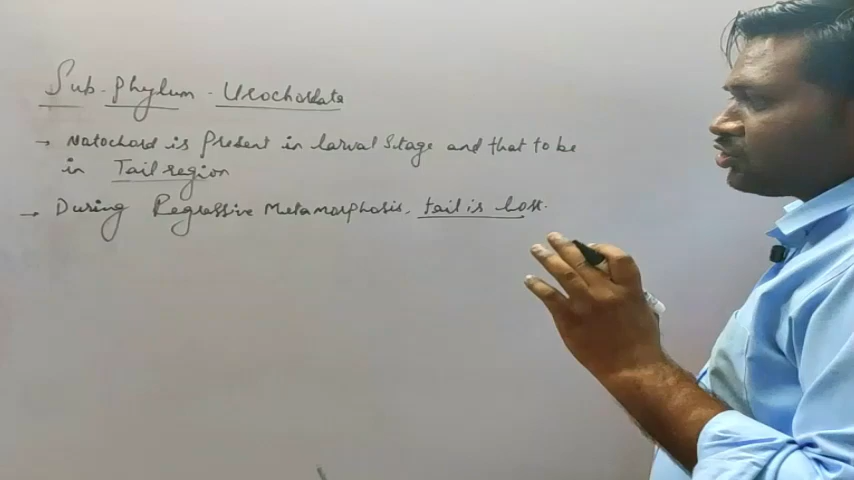 Sub-Phylum - Urochordata
→ Notochord is Present in larval Stage and that to be
in Tail region
→ During Regressive Metamorphosis, tail is lost.